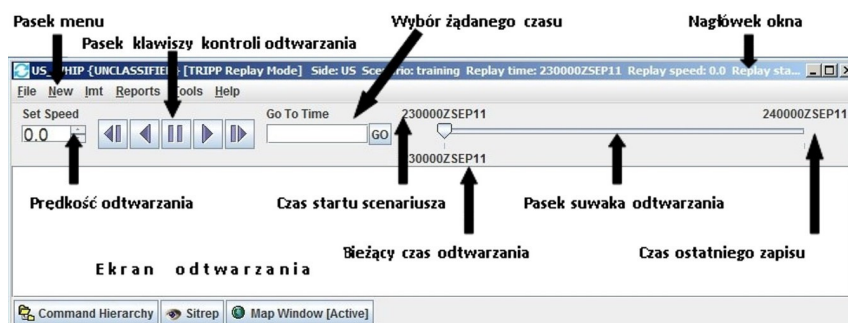 Pasek menu
Wybór żądanego czasu
Nagłówek okna
Pasek klawiszy kontroli odtwarzania
US WHIP {UNCLASSIFIED} [TRIPP Replay Mode] Side: US Scenario: training Replay time: 230000ZSEP11 Replay speed: 0.0 Replay sta...
File New Imt Reports Tools Help
Set Speed
Go To Time
230000ZSEP11
240000ZSEP11
0.0
GO
230000ZSEP11
Prędkość odtwarzania
Czas startu scenariusza
Pasek suwaka odtwarzania
Bieżący czas odtwarzania
Czas ostatniego zapisu
Ekran odtwarzania
Command Hierarchy
Sitrep
Map Window [Active]